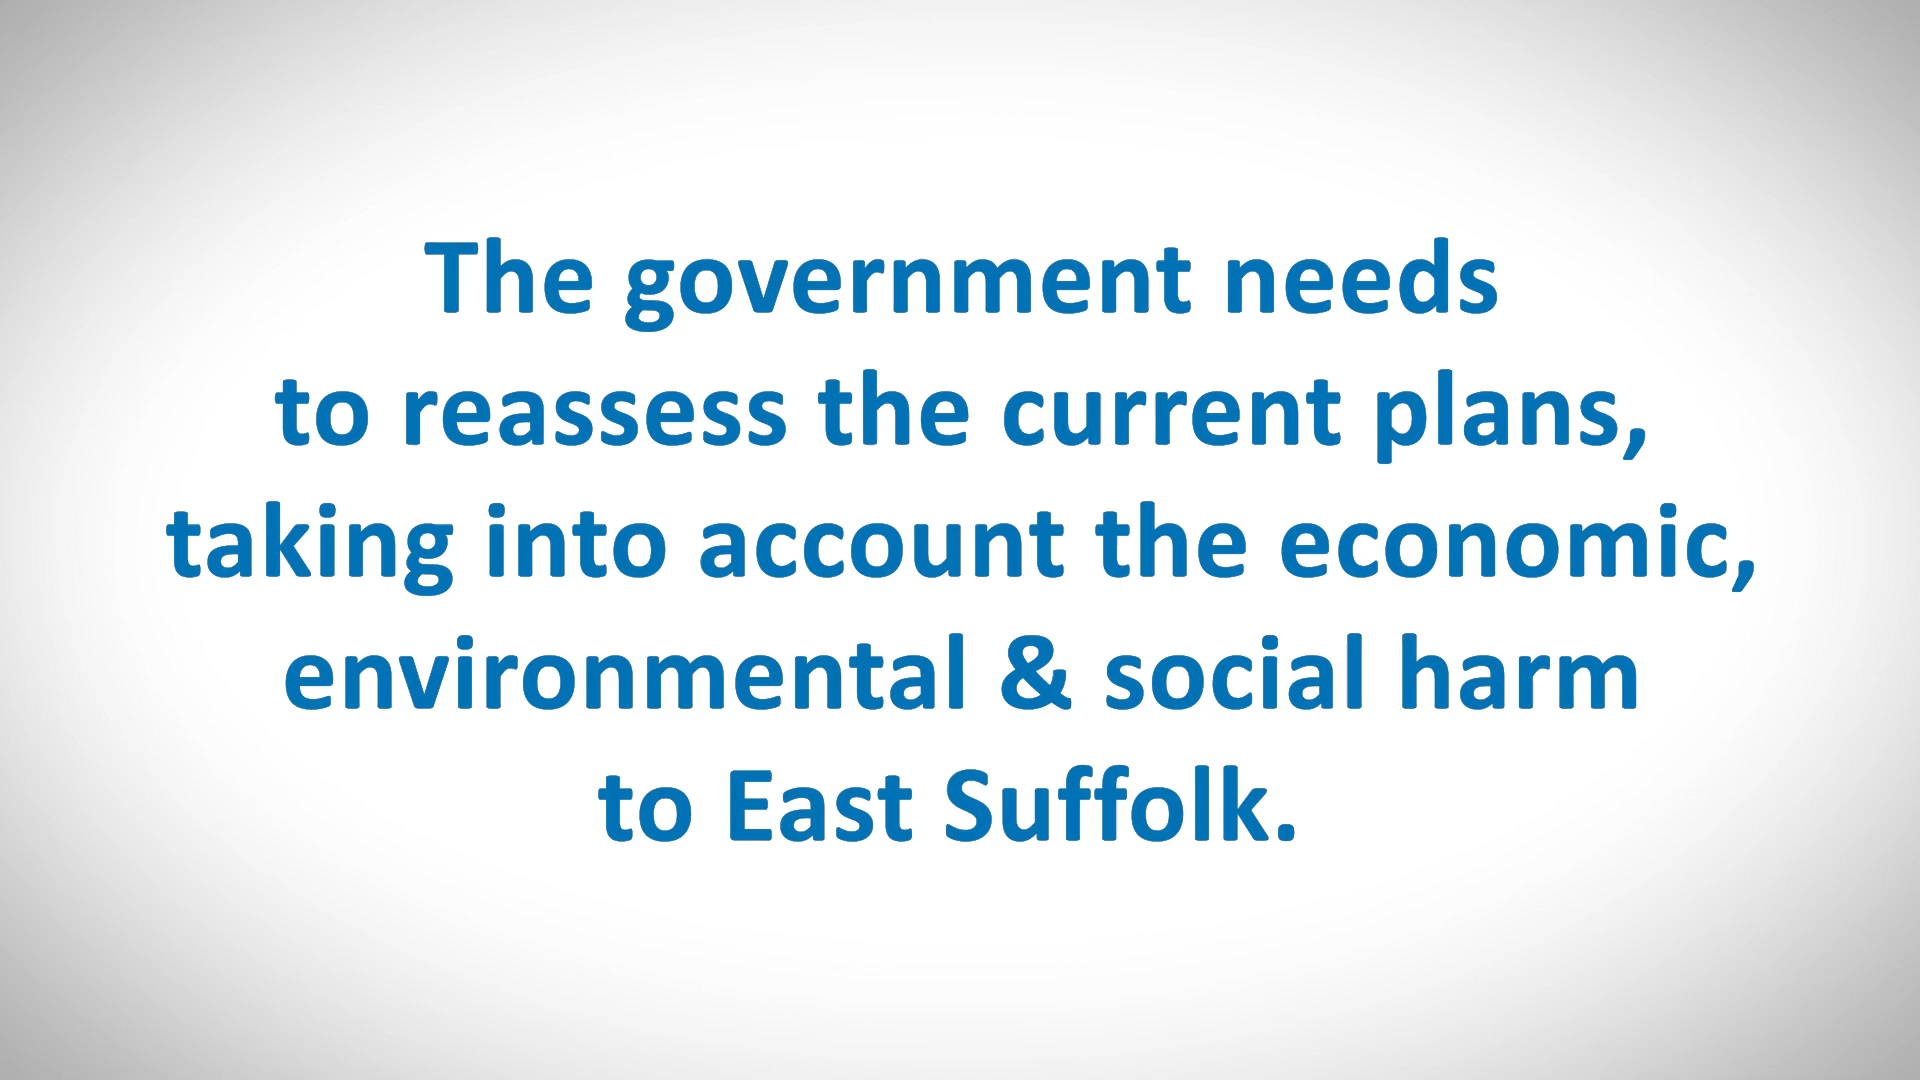 The government needs
to reassess the current plans,
taking into account the economic,
environmental & social harm
to East Suffolk.